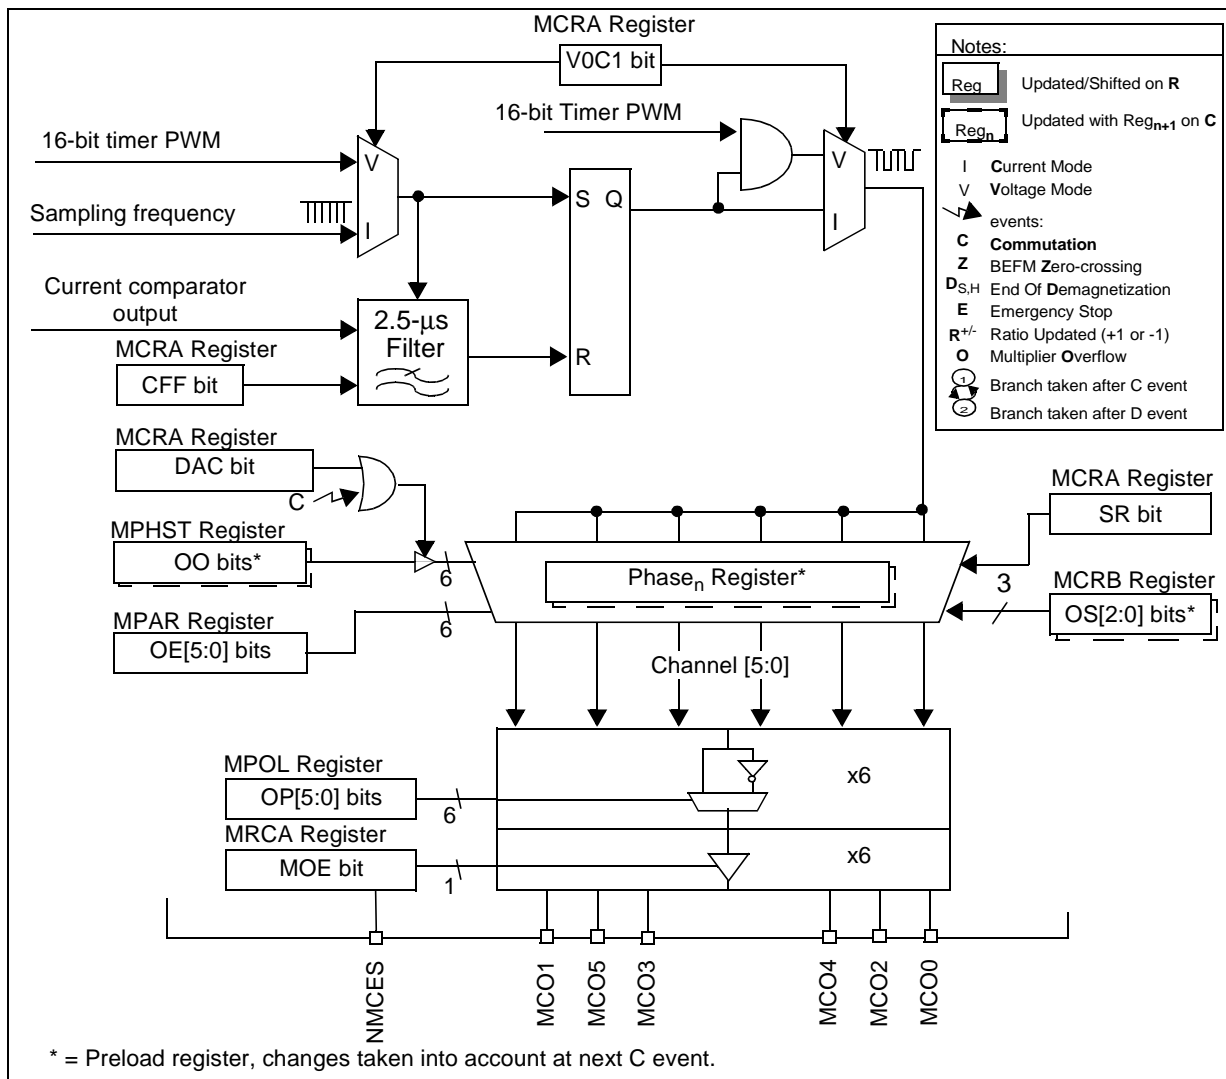 MCRA Register
V0C1 bit
16-bit timer PWM
16-bit Timer PWM
V
V
Sampling frequency
I
I
S Q
R
Current comparator
output
2.5-µs
Filter
MCRA Register
CFF bit
Notes:
Reg
Updated/Shifted on R
Regn
Updated with Regn+1 on C
I Current Mode
V Voltage Mode
events:
C Commutation
Z BEFM Zero-crossing
DS,H End Of Demagnetization
E Emergency Stop
R+/- Ratio Updated (+1 or -1)
O Multiplier Overflow
1
Branch taken after C event
2
Branch taken after D event
MCRA Register
DAC bit
C
MCRA Register
SR bit
MPHST Register
OO bits*
6
Phasen Register*
3
MCRB Register
OS[2:0] bits*
MPAR Register
OE[5:0] bits
6
Channel [5:0]
MPOL Register
OP[5:0] bits
6
x6
MRCA Register
MOE bit
1
x6
NMCES
MCO1
MCO5
MCO3
MCO4
MCO2
MCO0
* = Preload register, changes taken into account at next C event.